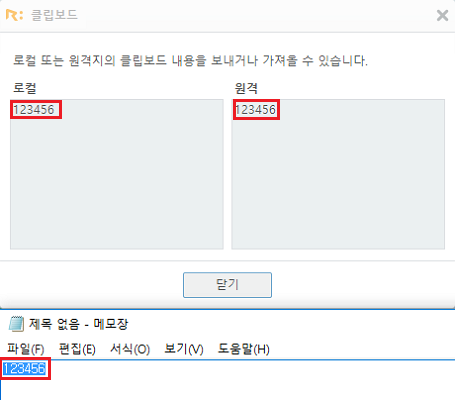 R: 클립보드
로컬 또는 원격지의 클립보드 내용을 보내거나 가져올 수 있습니다.
로컬 원격
123456 123456
닫기
제목 없음 - 메모장
파일(F) 편집(E) 서식(O) 보기(V) 도움말(H)
123456